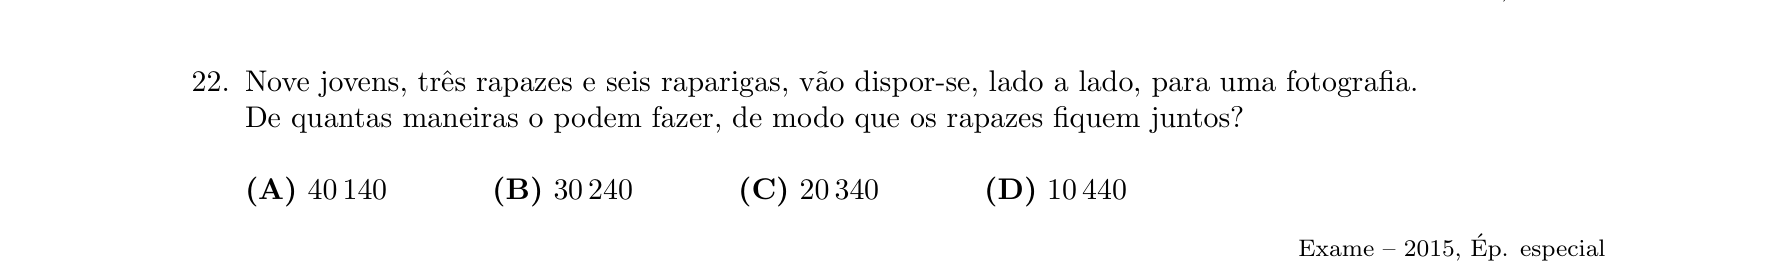 22. Nove jovens, três rapazes e seis raparigas, vão dispor-se, lado a lado, para uma fotografia.
De quantas maneiras o podem fazer, de modo que os rapazes fiquem juntos?
(A) 40 140 (B) 30 240 (C) 20 340 (D) 10 440
Exame – 2015, Ép. especial